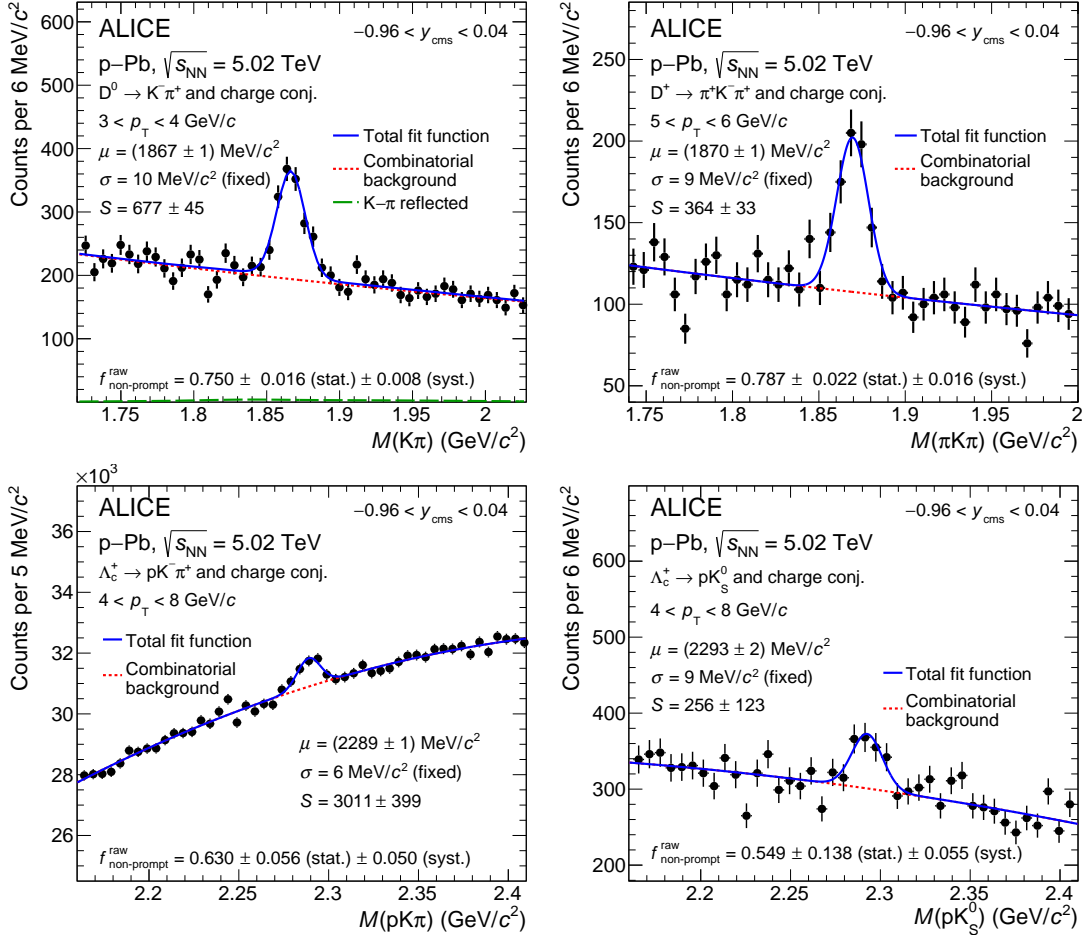 ALICE
−0.96 < y_cms < 0.04
p−Pb, √s_NN = 5.02 TeV
D⁰ → K⁻π⁺ and charge conj.
3 < p_T < 4 GeV/c
μ = (1867 ± 1) MeV/c²
σ = 10 MeV/c² (fixed)
S = 677 ± 45
Total fit function
Combinatorial
background
K−π reflected
f raw non-prompt = 0.750 ± 0.016 (stat.) ± 0.008 (syst.)
Counts per 6 MeV/c²
600
500
400
300
200
100
1.75
1.8
1.85
1.9
1.95
2
M(Kπ) (GeV/c²)
ALICE
−0.96 < y_cms < 0.04
p−Pb, √s_NN = 5.02 TeV
D⁺ → π⁺K⁻π⁺ and charge conj.
5 < p_T < 6 GeV/c
μ = (1870 ± 1) MeV/c²
σ = 9 MeV/c² (fixed)
S = 364 ± 33
Total fit function
Combinatorial
background
f raw non-prompt = 0.787 ± 0.022 (stat.) ± 0.016 (syst.)
Counts per 6 MeV/c²
250
200
150
100
50
1.75
1.8
1.85
1.9
1.95
2
M(πKπ) (GeV/c²)
×10³
ALICE
−0.96 < y_cms < 0.04
p−Pb, √s_NN = 5.02 TeV
Λ_c⁺ → pK⁻π⁺ and charge conj.
4 < p_T < 8 GeV/c
Total fit function
Combinatorial
background
μ = (2289 ± 1) MeV/c²
σ = 6 MeV/c² (fixed)
S = 3011 ± 399
f raw non-prompt = 0.630 ± 0.056 (stat.) ± 0.050 (syst.)
Counts per 5 MeV/c²
36
34
32
30
28
26
2.2
2.25
2.3
2.35
2.4
M(pKπ) (GeV/c²)
ALICE
−0.96 < y_cms < 0.04
p−Pb, √s_NN = 5.02 TeV
Λ_c⁺ → pK_S⁰ and charge conj.
4 < p_T < 8 GeV/c
μ = (2293 ± 2) MeV/c²
σ = 9 MeV/c² (fixed)
S = 256 ± 123
Total fit function
Combinatorial
background
f raw non-prompt = 0.549 ± 0.138 (stat.) ± 0.055 (syst.)
Counts per 6 MeV/c²
600
500
400
300
200
2.2
2.25
2.3
2.35
2.4
M(pK_S⁰) (GeV/c²)